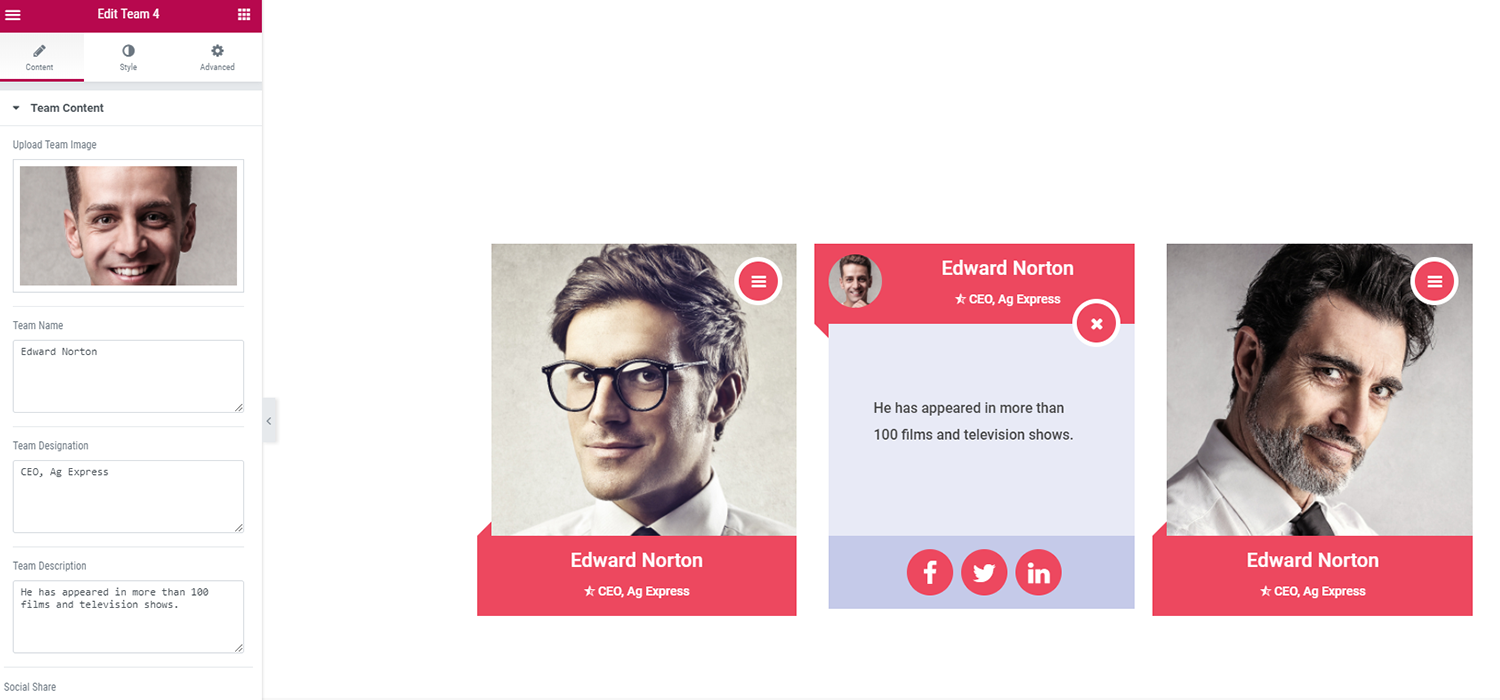 Edit Team 4
Content
Style
Advanced
Team Content
Upload Team Image
Team Name
Edward Norton
Team Designation
CEO, Ag Express
Team Description
He has appeared in more than 100
films and television shows.
Social Share
Edward Norton
CEO, Ag Express
Edward Norton
CEO, Ag Express
He has appeared in more than
100 films and television shows.
Edward Norton
CEO, Ag Express